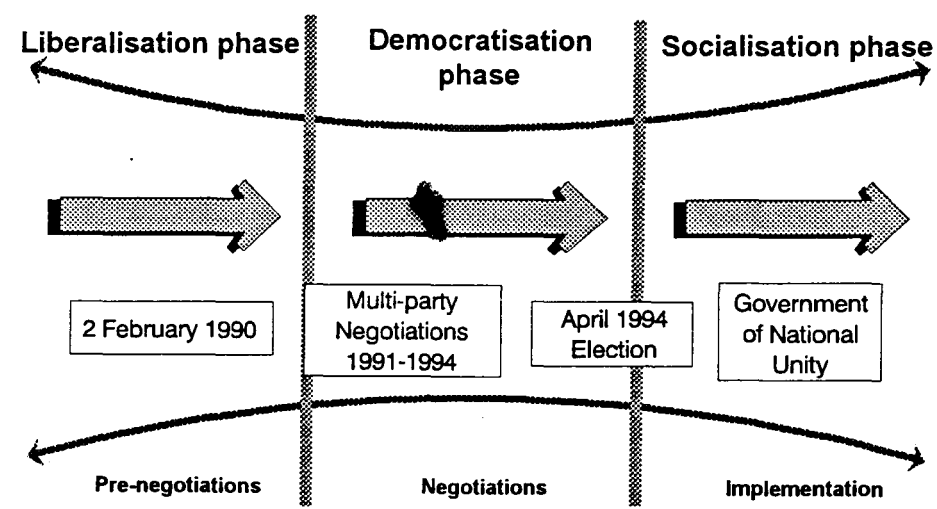 Liberalisation phase
Democratisation
phase
Socialisation phase
2 February 1990
Multi-party
Negotiations
1991-1994
April 1994
Election
Government
of National
Unity
Pre-negotiations
Negotiations
Implementation